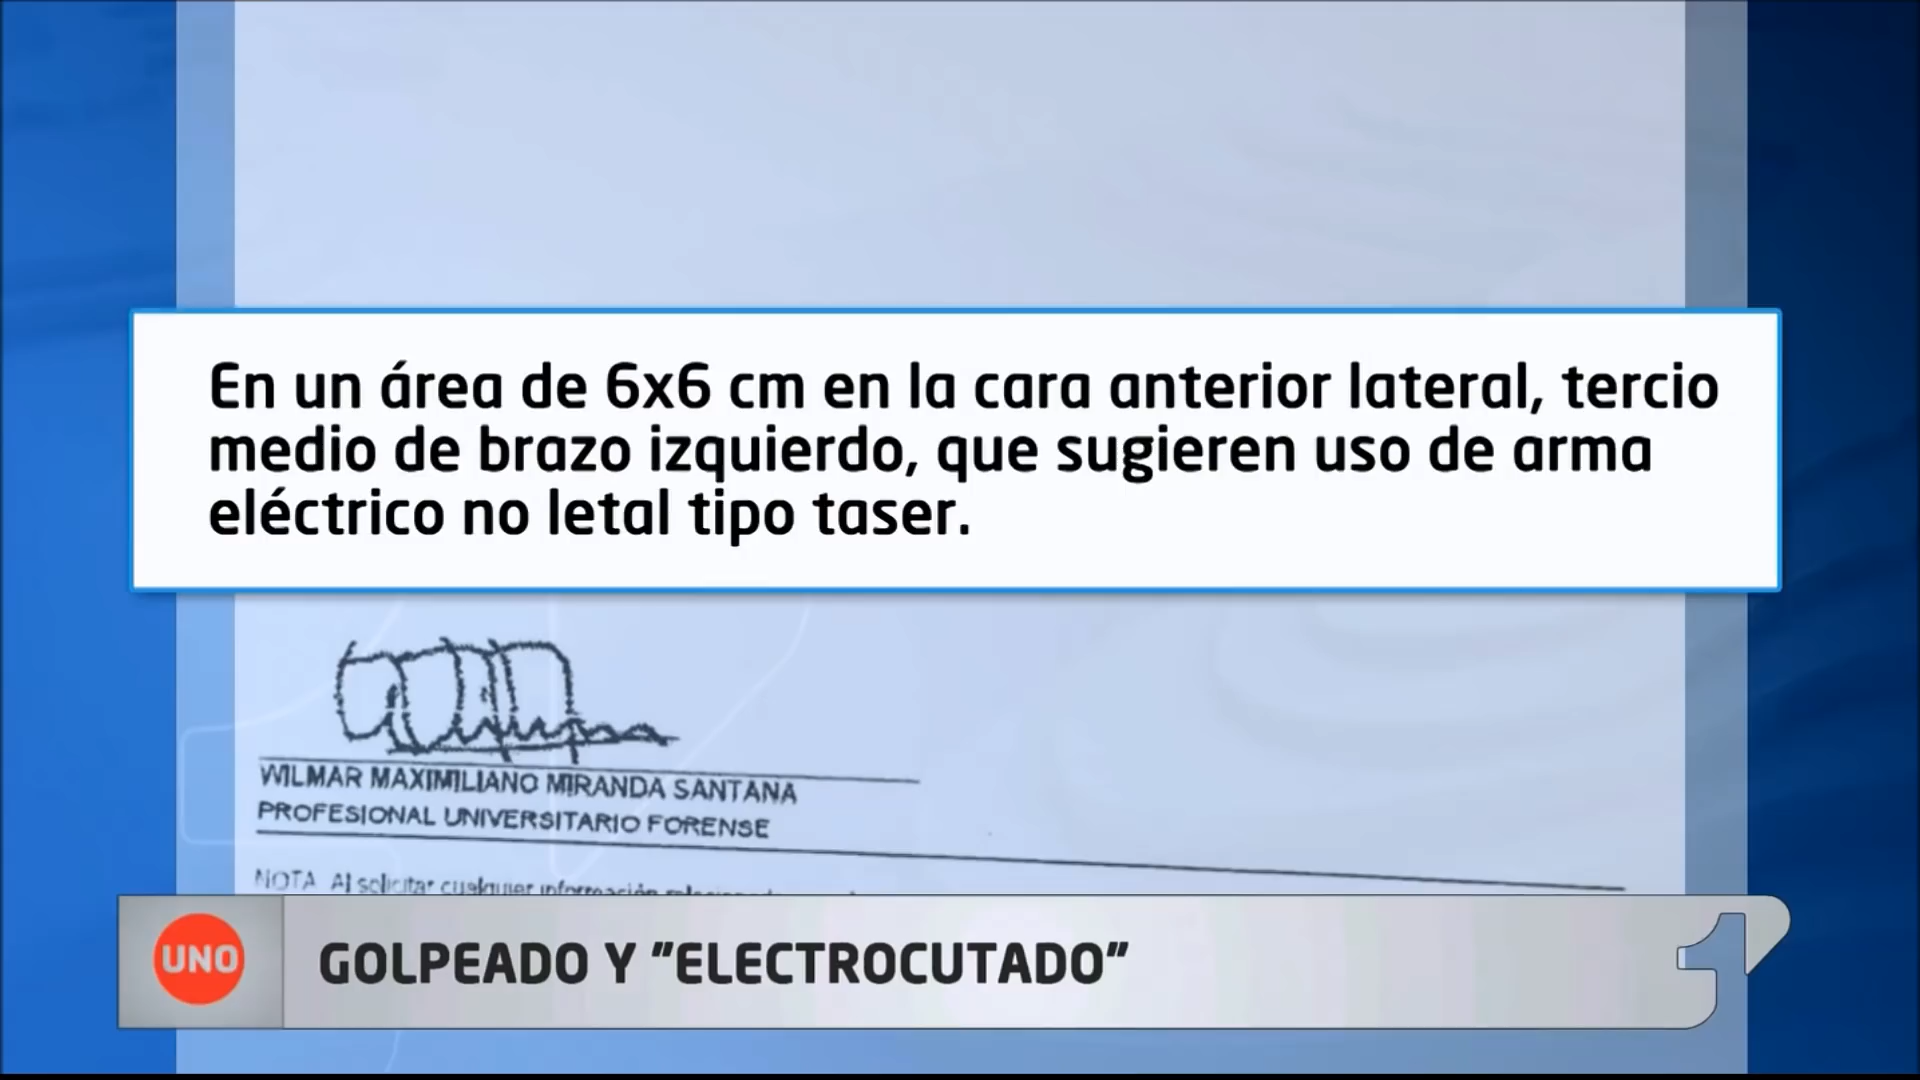 En un área de 6x6 cm en la cara anterior lateral, tercio
medio de brazo izquierdo, que sugieren uso de arma
eléctrico no letal tipo taser.
WILMAR MAXIMILIANO MIRANDA SANTANA
PROFESIONAL UNIVERSITARIO FORENSE
NOTA Al solicitar cualquier información
UNO
GOLPEADO Y "ELECTROCUTADO"
1